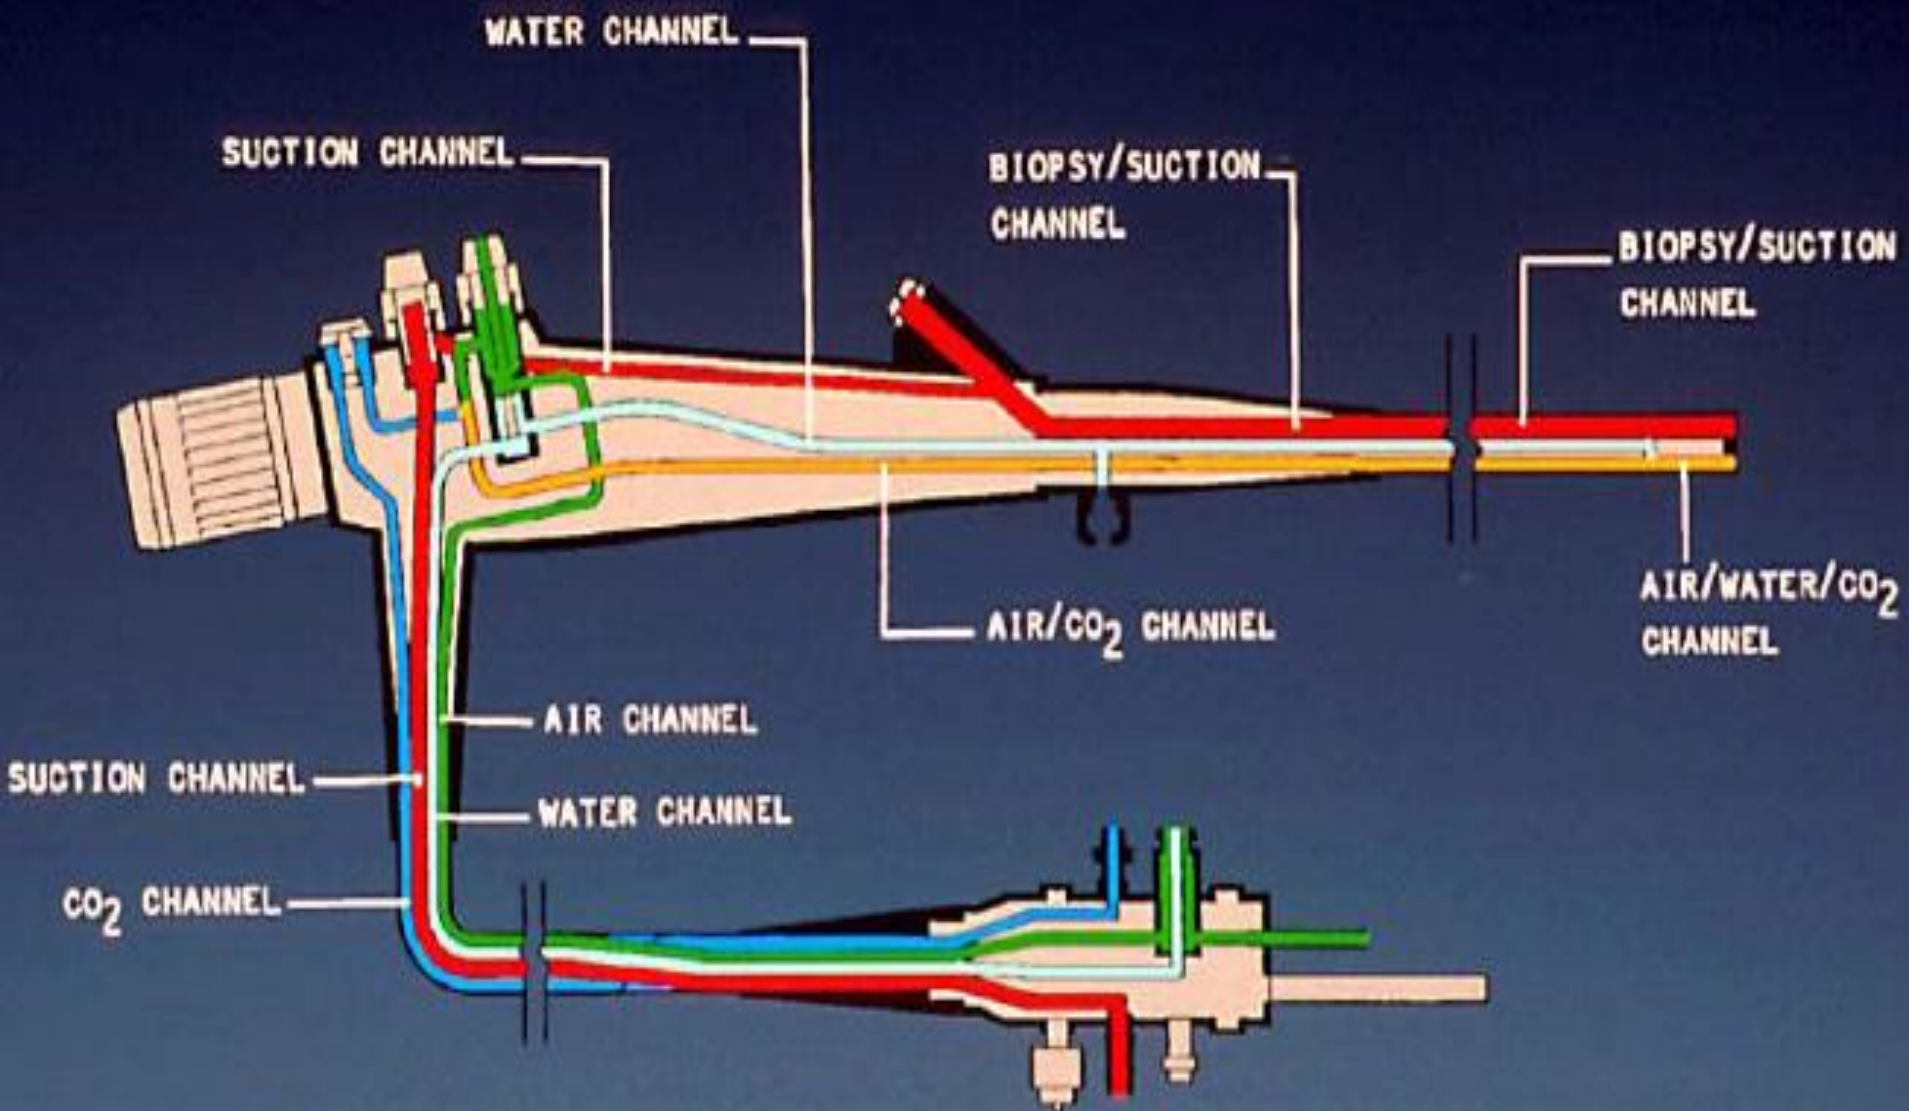 WATER CHANNEL
SUCTION CHANNEL
BIOPSY/SUCTION
CHANNEL
BIOPSY/SUCTION
CHANNEL
AIR/WATER/CO₂
CHANNEL
AIR/CO₂ CHANNEL
AIR CHANNEL
SUCTION CHANNEL
WATER CHANNEL
CO₂ CHANNEL